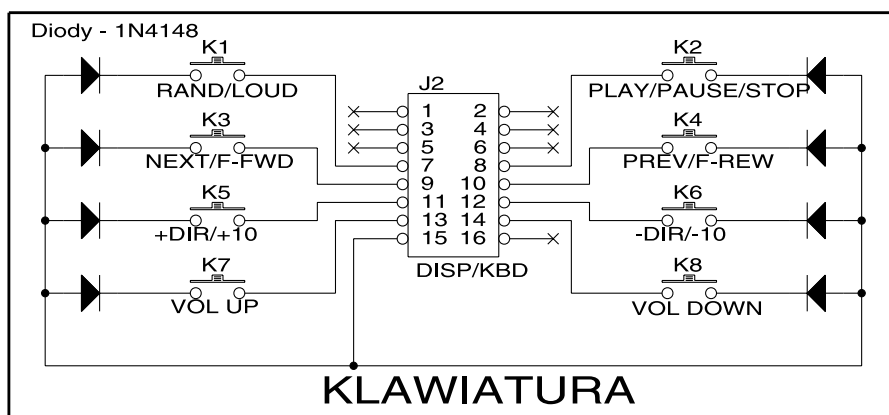 Diody - 1N4148
K1
RAND/LOUD
K2
PLAY/PAUSE/STOP
J2
1 2
3 4
5 6
7 8
9 10
11 12
13 14
15 16
DISP/KBD
K3
NEXT/F-FWD
K4
PREV/F-REW
K5
+DIR/+10
K6
-DIR/-10
K7
VOL UP
K8
VOL DOWN
KLAWIATURA